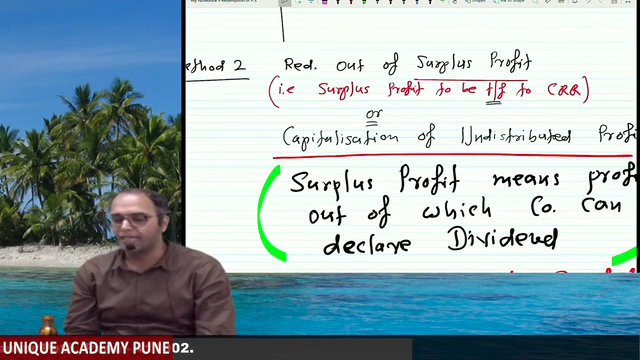 ethod 2 Red. Out of Surplus Profit
(i.e Surplus Profit to be t/f to CRR)
or
Capitalisation of Undistributed Profi
Surplus Profit means profi
out of which Co. Can
declare Dividend
UNIQUE ACADEMY PUNE 02.